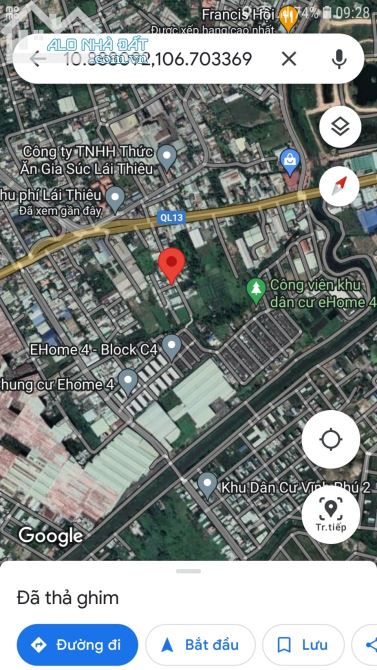 Francis Hội
74% 09:28
Được xếp hạng cao nhất
ALO NHÀ ĐẤT
106.703369
Công ty TNHH Thức
Ăn Gia Súc Lái Thiêu
hu phí Lái Thiêu
Đã xem gần đây
QL13
Công viên khu
dân cư eHome 4
EHome 4 - Block C4
hung cư Ehome 4
Khu Dân Cư Vĩnh Phú 2
Tr.tiếp
Google
Đã thả ghim
Đường đi
Bắt đầu
Lưu